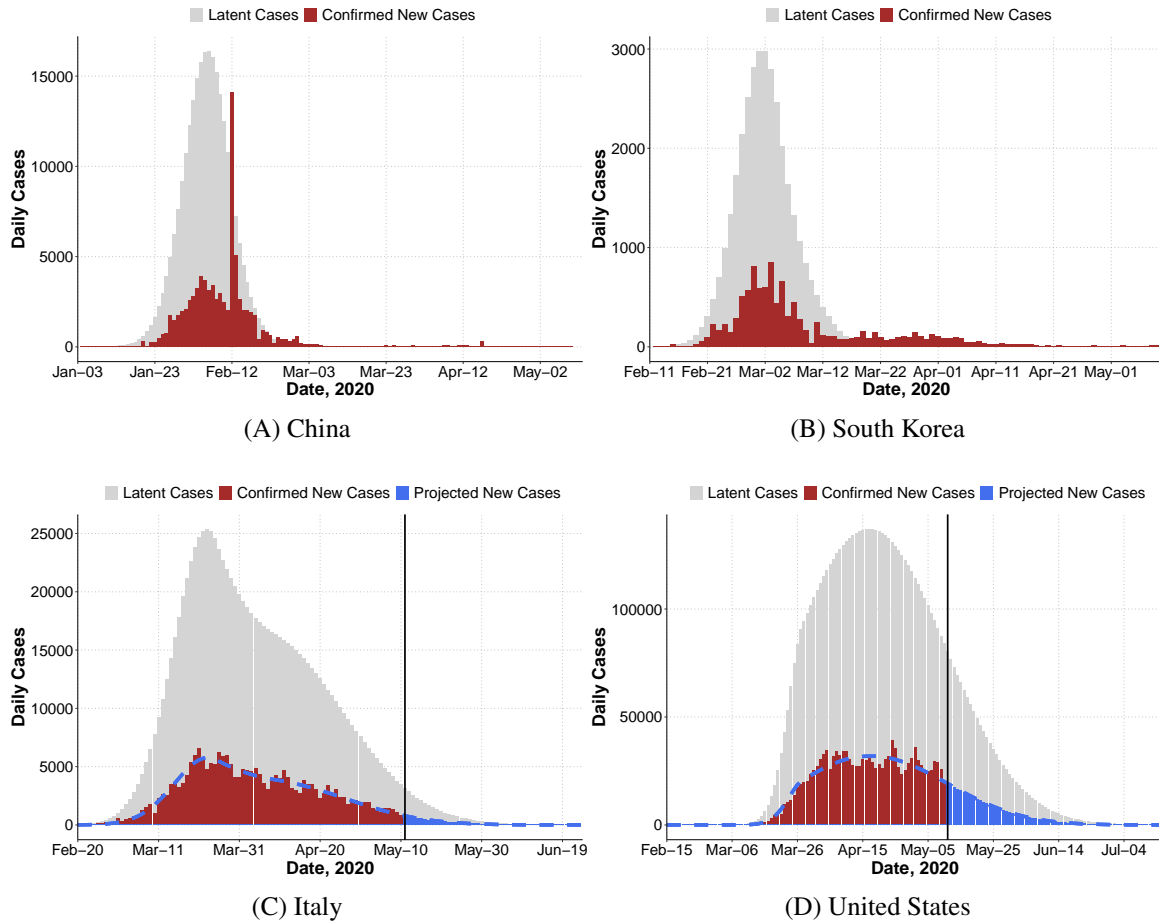 Latent Cases Confirmed New Cases
15000
10000
5000
0
Daily Cases
Jan−03 Jan−23 Feb−12 Mar−03 Mar−23 Apr−12 May−02
Date, 2020
(A) China
Latent Cases Confirmed New Cases
3000
2000
1000
0
Daily Cases
Feb−11 Feb−21 Mar−02 Mar−12 Mar−22 Apr−01 Apr−11 Apr−21 May−01
Date, 2020
(B) South Korea
Latent Cases Confirmed New Cases Projected New Cases
25000
20000
15000
10000
5000
0
Daily Cases
Feb−20 Mar−11 Mar−31 Apr−20 May−10 May−30 Jun−19
Date, 2020
(C) Italy
Latent Cases Confirmed New Cases Projected New Cases
100000
50000
0
Daily Cases
Feb−15 Mar−06 Mar−26 Apr−15 May−05 May−25 Jun−14 Jul−04
Date, 2020
(D) United States